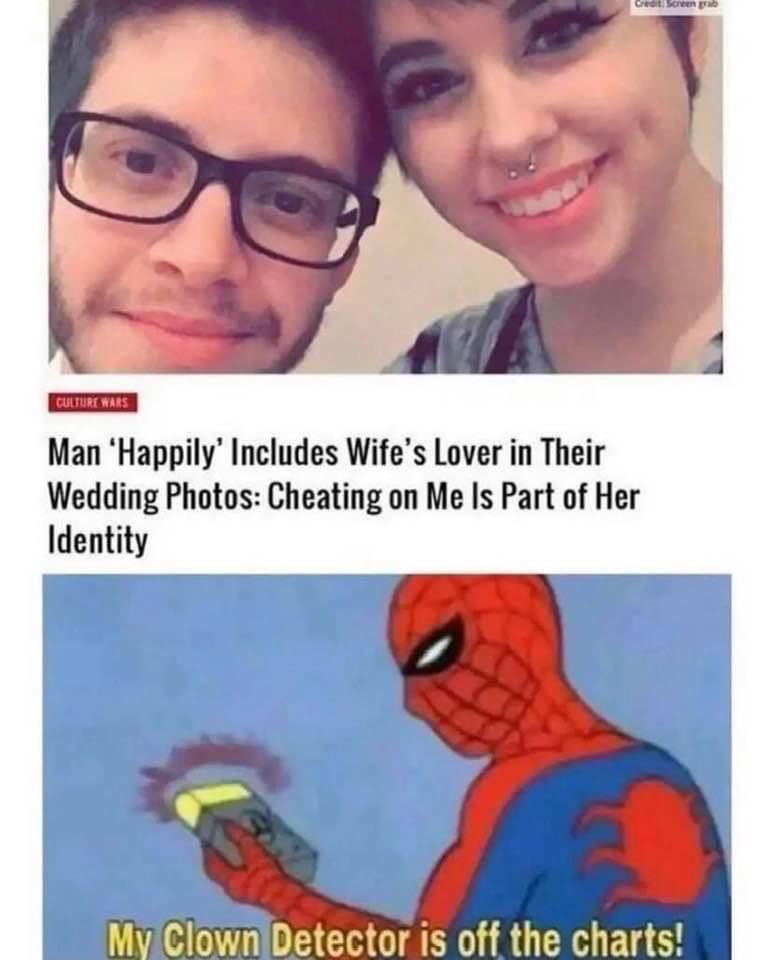 Credit: Screen grab
CULTURE WARS
Man ‘Happily’ Includes Wife’s Lover in Their
Wedding Photos: Cheating on Me Is Part of Her
Identity
My Clown Detector is off the charts!